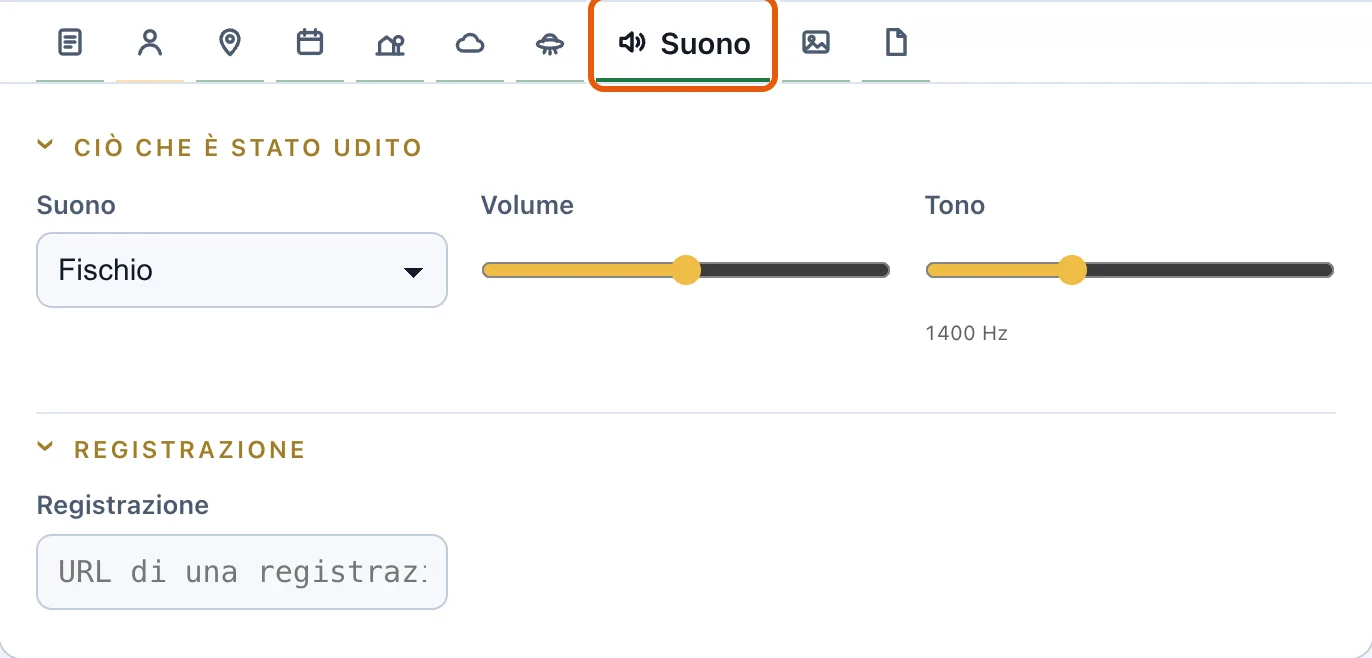 Suono
CIÒ CHE È STATO UDITO
Suono
Volume
Tono
Fischio
1400 Hz
REGISTRAZIONE
Registrazione
URL di una registraz